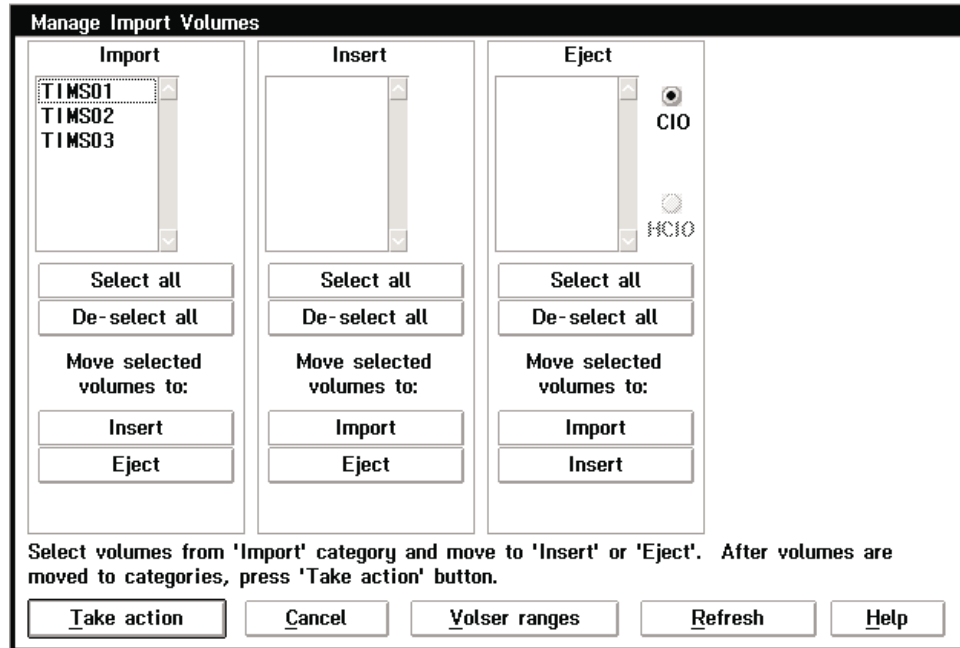 Manage Import Volumes
Import
TIMS01
TIMS02
TIMS03
Select all
De-select all
Move selected
volumes to:
Insert
Eject
Insert
Select all
De-select all
Move selected
volumes to:
Import
Eject
Eject
CIO
HCIO
Select all
De-select all
Move selected
volumes to:
Import
Insert
Select volumes from 'Import' category and move to 'Insert' or 'Eject'. After volumes are
moved to categories, press 'Take action' button.
Take action Cancel Volser ranges Refresh Help